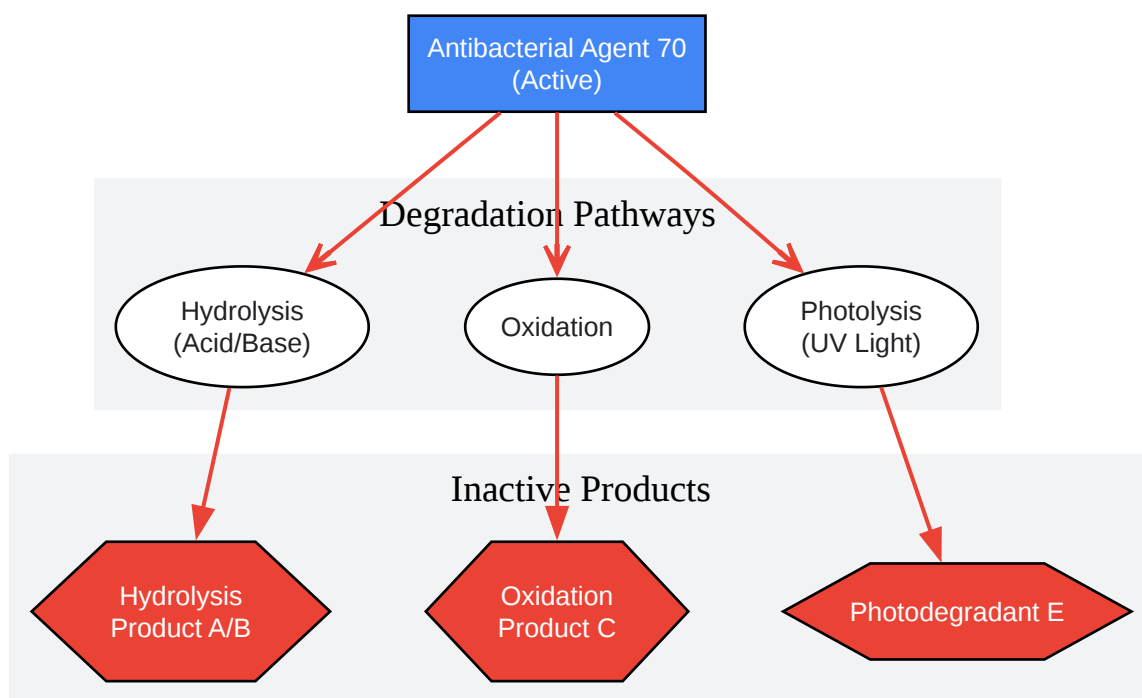 Antibacterial Agent 70
(Active)
Degradation Pathways
Hydrolysis
(Acid/Base)
Oxidation
Photolysis
(UV Light)
Inactive Products
Hydrolysis
Product A/B
Oxidation
Product C
Photodegradant E